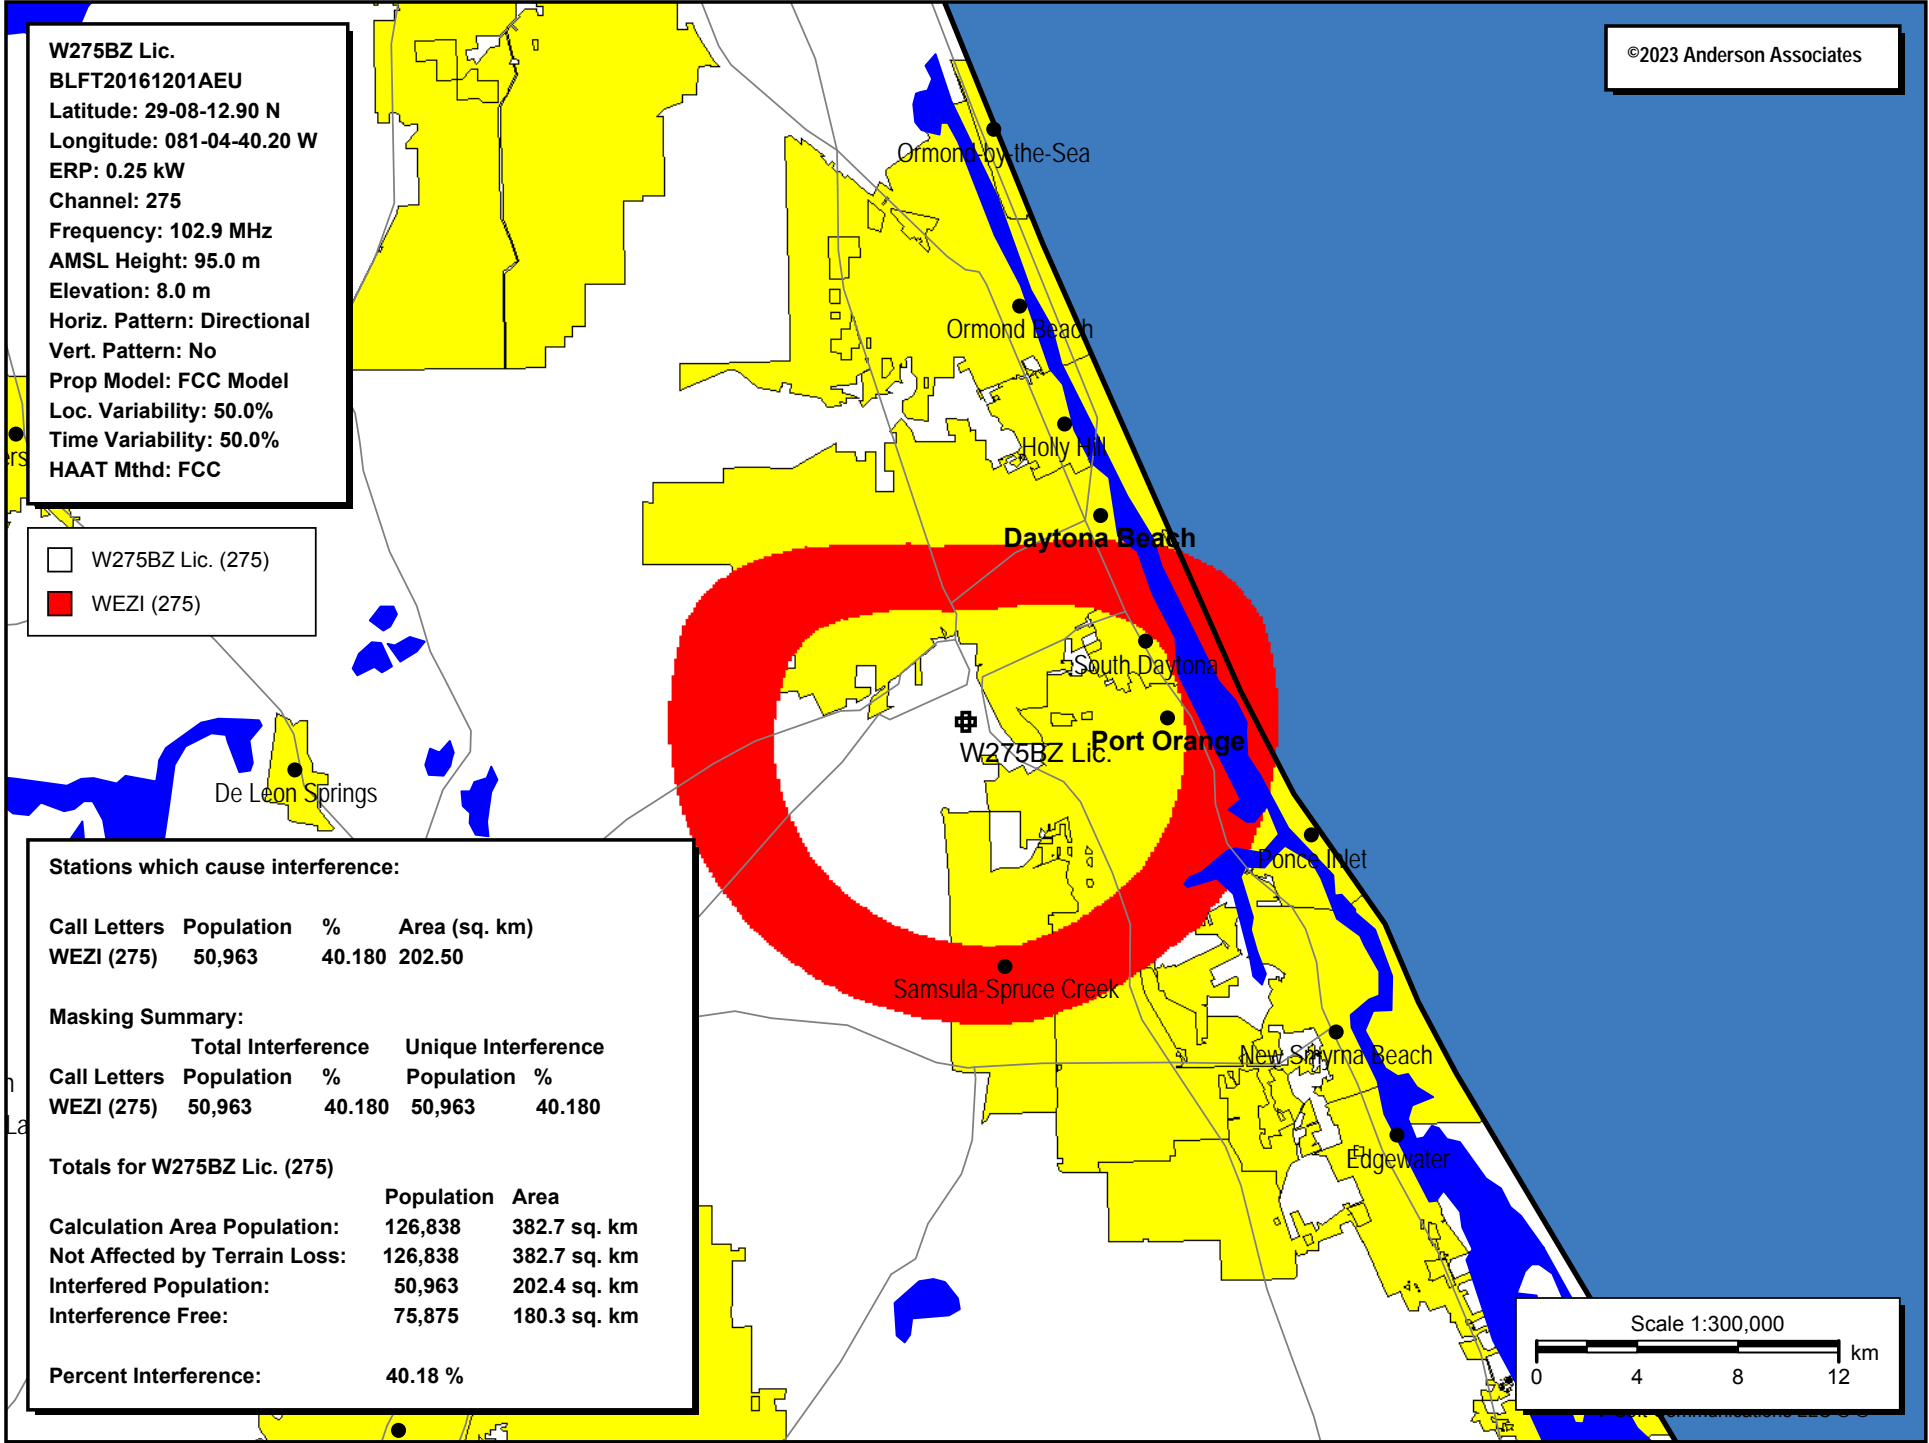 W275BZ Lic.
BLFT20161201AEU
Latitude: 29-08-12.90 N
Longitude: 081-04-40.20 W
ERP: 0.25 kW
Channel: 275
Frequency: 102.9 MHz
AMSL Height: 95.0 m
Elevation: 8.0 m
Horiz. Pattern: Directional
Vert. Pattern: No
Prop Model: FCC Model
Loc. Variability: 50.0%
Time Variability: 50.0%
HAAT Mthd: FCC
©2023 Anderson Associates
W275BZ Lic. (275)
WEZI (275)
Ormond-by-the-Sea
Ormond Beach
Holly Hill
Daytona Beach
South Daytona
Port Orange
W275BZ Lic.
De Leon Springs
Ponce Inlet
Samsula-Spruce Creek
New Smyrna Beach
Edgewater
Stations which cause interference:
Call Letters Population % Area (sq. km)
WEZI (275) 50,963 40.180 202.50
Masking Summary:
Total Interference Unique Interference
Call Letters Population % Population %
WEZI (275) 50,963 40.180 50,963 40.180
Totals for W275BZ Lic. (275)
Population Area
Calculation Area Population: 126,838 382.7 sq. km
Not Affected by Terrain Loss: 126,838 382.7 sq. km
Interfered Population: 50,963 202.4 sq. km
Interference Free: 75,875 180.3 sq. km
Percent Interference: 40.18 %
Scale 1:300,000
km
0 4 8 12